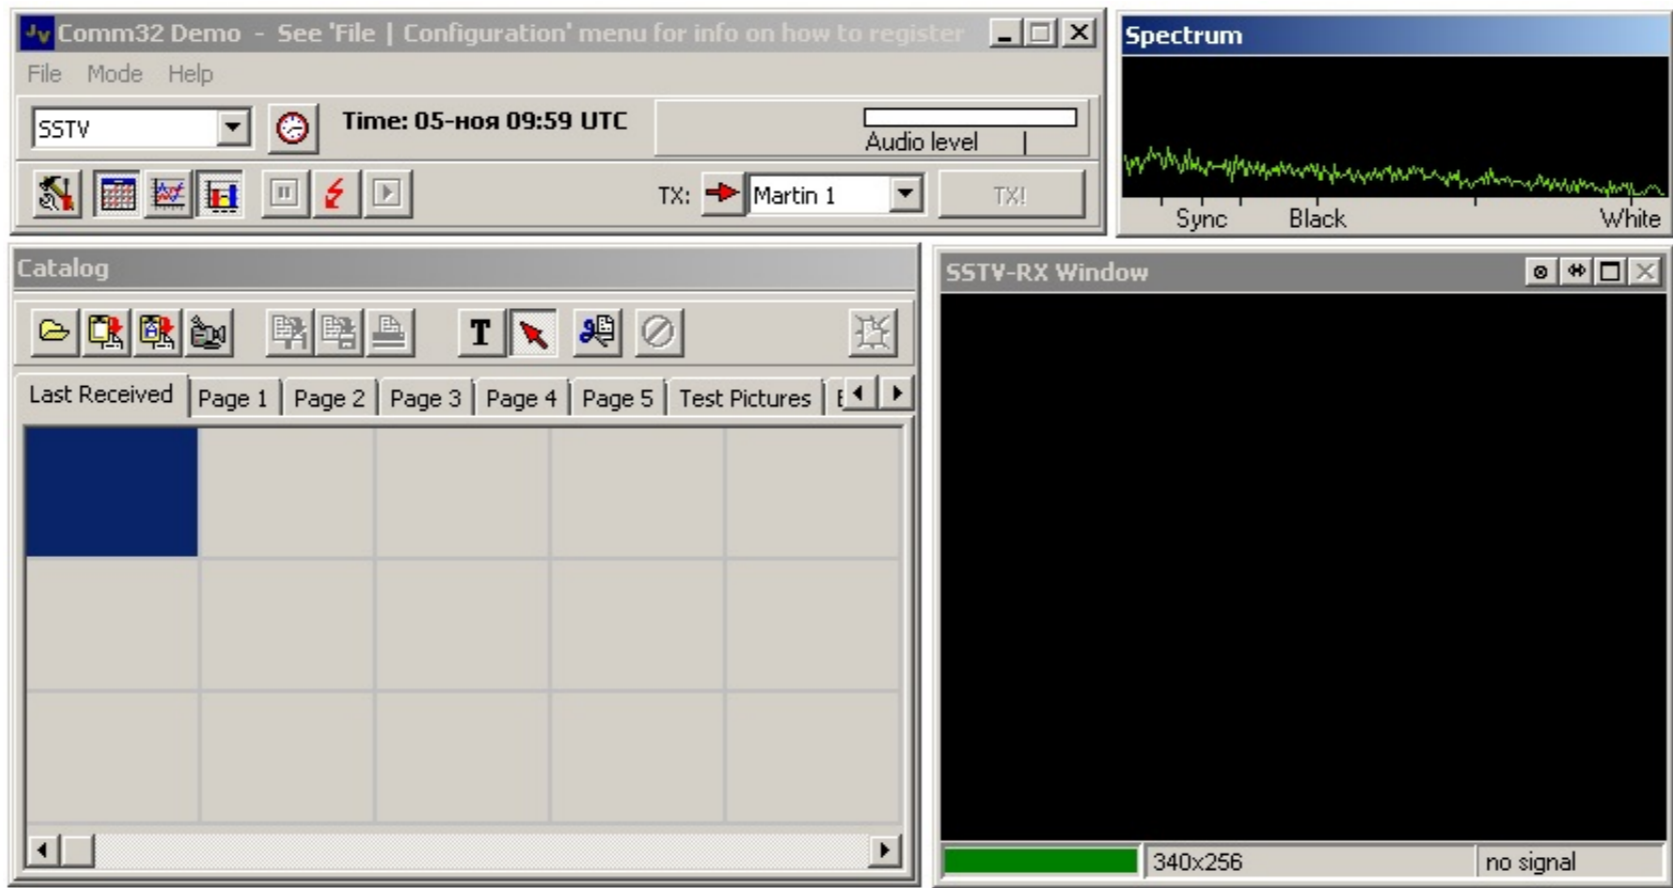 JV Comm32 Demo - See 'File | Configuration' menu for info on how to register
File Mode Help
SSTV
Time: 05-ноя 09:59 UTC
Audio level
TX: Martin 1 TX!
Spectrum
Sync Black White
Catalog
T
Last Received Page 1 Page 2 Page 3 Page 4 Page 5 Test Pictures
SSTV-RX Window
340x256 no signal